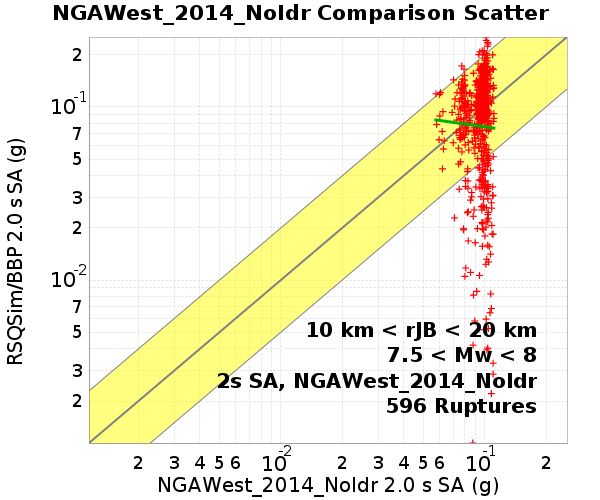 NGAWest_2014_NoIdr Comparison Scatter
RSQSim/BBP 2.0 s SA (g)
2
10-1
7
5
3
2
10-2
7
5
3
2
10 km < rJB < 20 km
7.5 < Mw < 8
2s SA, NGAWest_2014_NoIdr
596 Ruptures
2 3 4 5 6 10-2 2 3 4 5 6 10-1 2
NGAWest_2014_NoIdr 2.0 s SA (g)